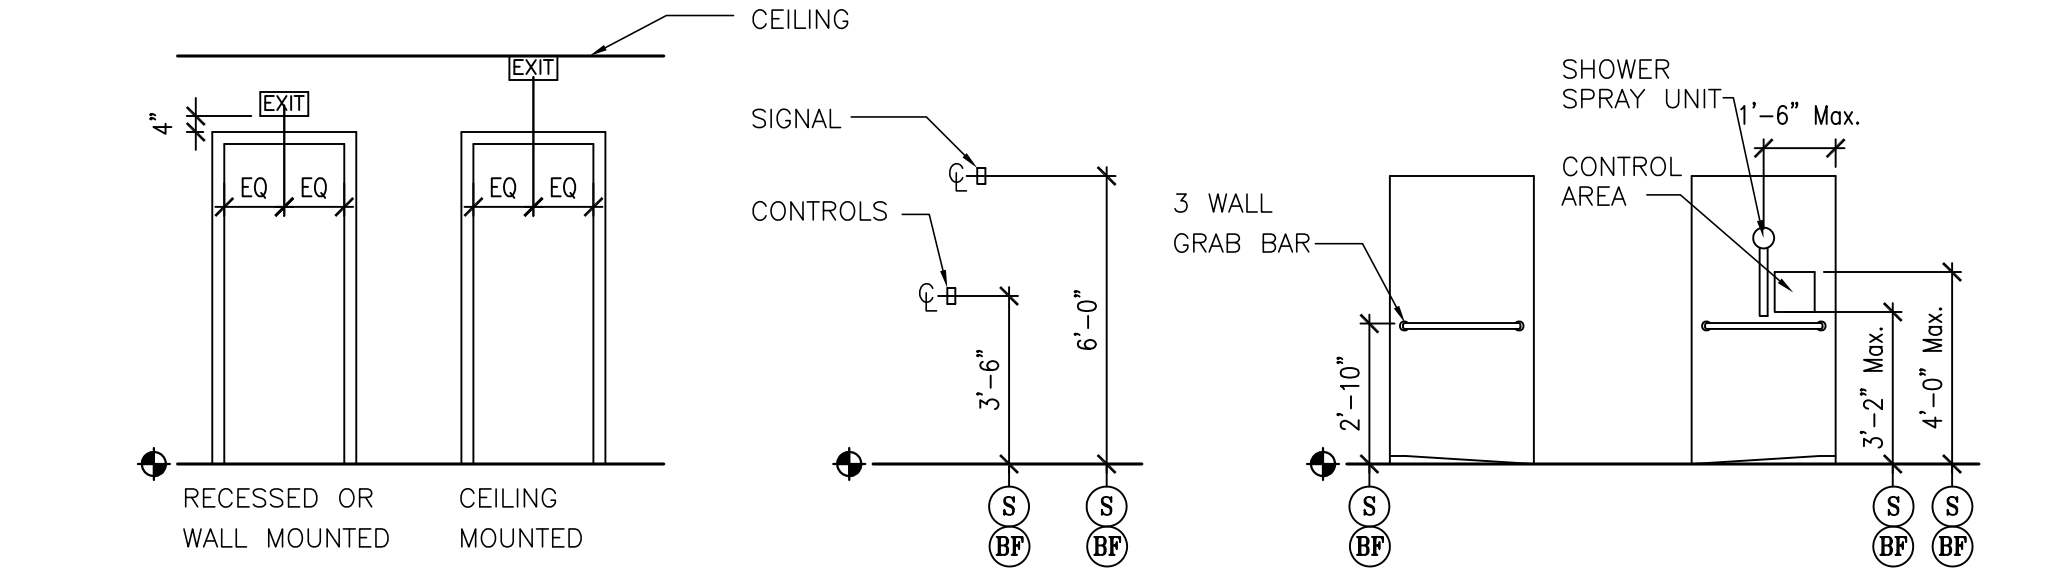 CEILING
EXIT
EXIT
4"
EQ
EQ
EQ
EQ
RECESSED OR
WALL MOUNTED
CEILING
MOUNTED
SIGNAL
CL
CONTROLS
CL
3'-6"
6'-0"
S
BF
S
BF
3 WALL
GRAB BAR
2'-10"
S
BF
SHOWER
SPRAY UNIT
1'-6" Max.
CONTROL
AREA
3'-2" Max.
4'-0" Max.
S
BF
S
BF